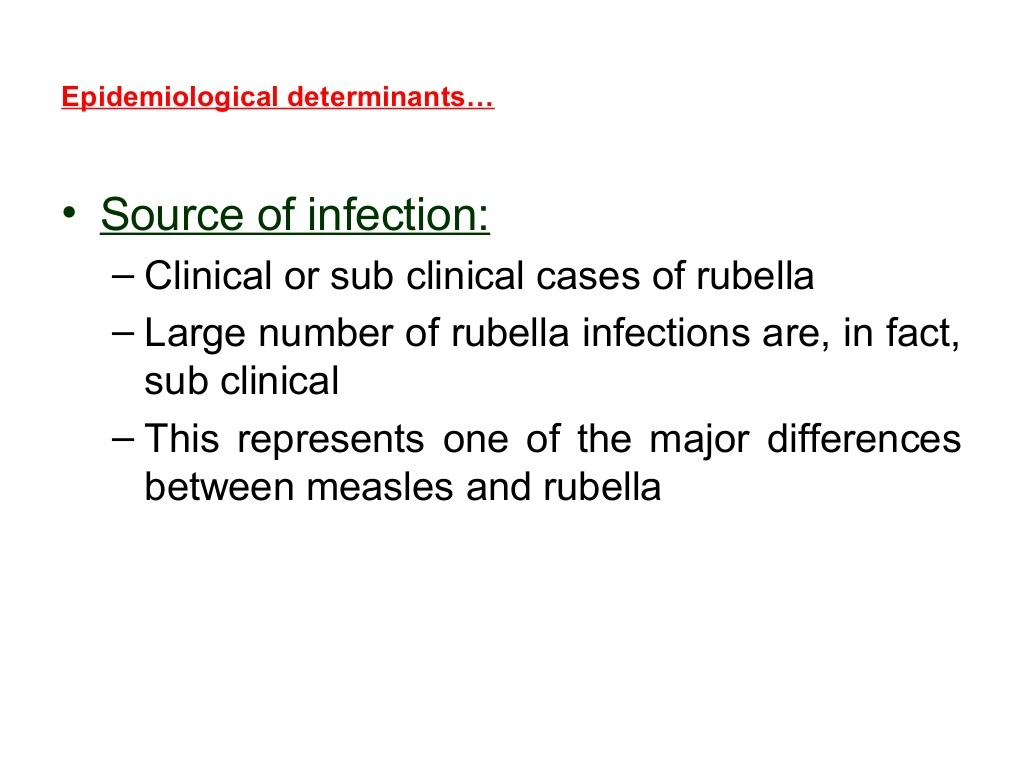 Epidemiological determinants…
• Source of infection:
– Clinical or sub clinical cases of rubella
– Large number of rubella infections are, in fact,
sub clinical
– This represents one of the major differences
between measles and rubella